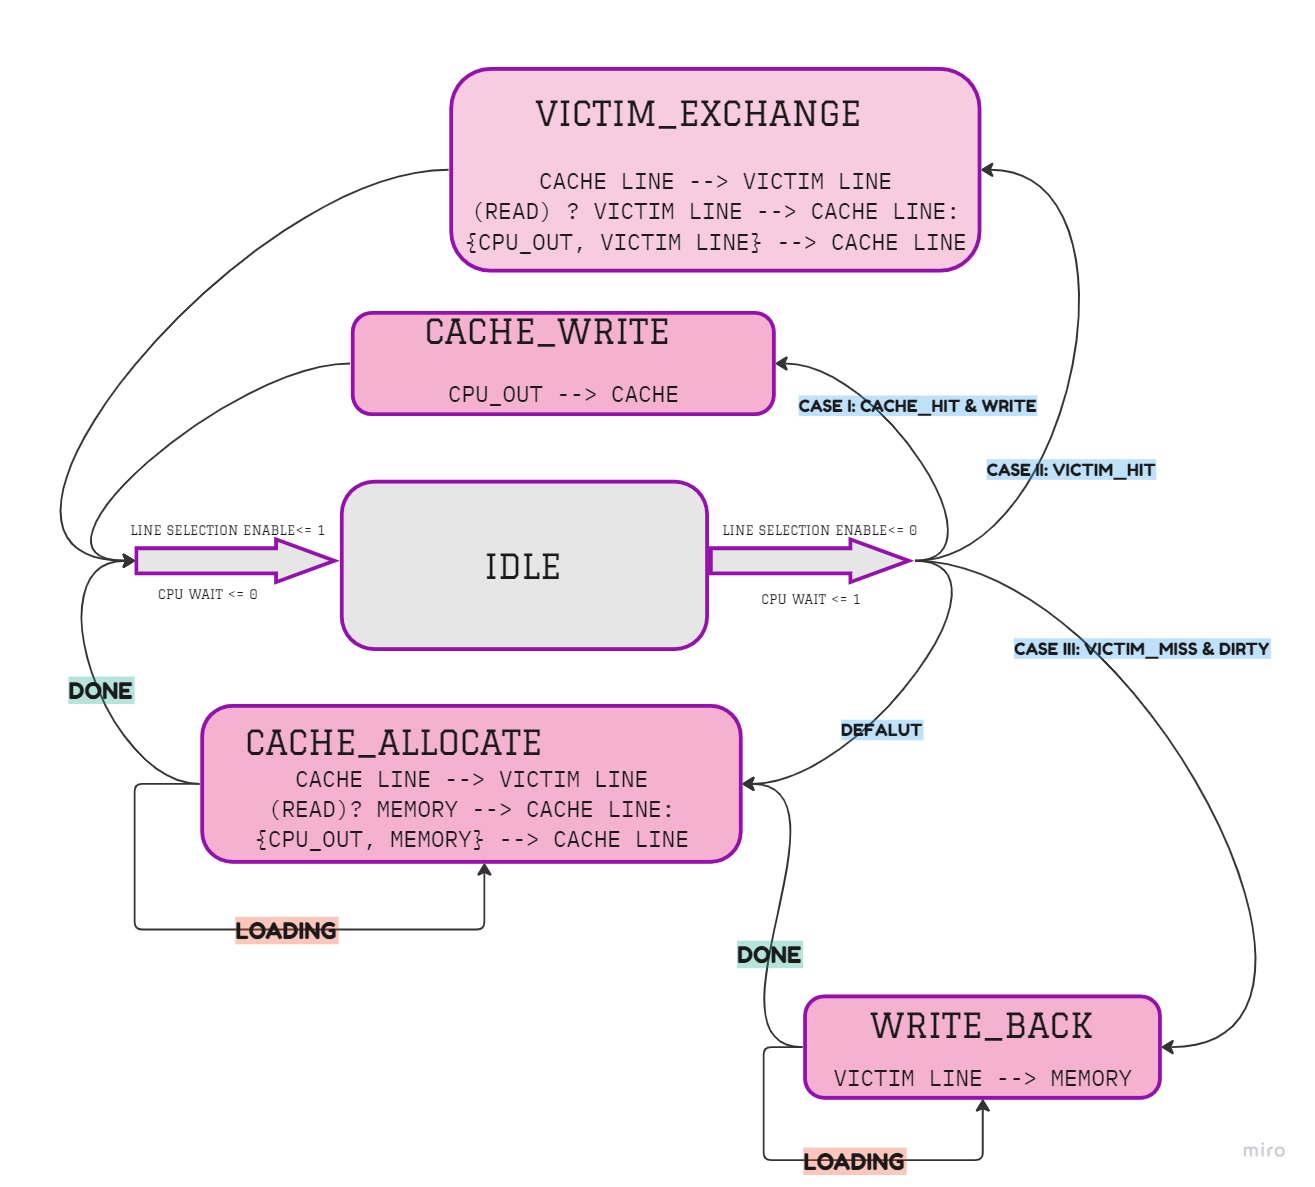 VICTIM_EXCHANGE
CACHE LINE --> VICTIM LINE
(READ) ? VICTIM LINE --> CACHE LINE:
{CPU_OUT, VICTIM LINE} --> CACHE LINE
CACHE_WRITE
CPU_OUT --> CACHE
CASE I: CACHE_HIT & WRITE
CASE II: VICTIM_HIT
LINE SELECTION ENABLE<= 1
CPU WAIT <= 0
IDLE
LINE SELECTION ENABLE<= 0
CPU WAIT <= 1
CASE III: VICTIM_MISS & DIRTY
DONE
DEFALUT
CACHE_ALLOCATE
CACHE LINE --> VICTIM LINE
(READ)? MEMORY --> CACHE LINE:
{CPU_OUT, MEMORY} --> CACHE LINE
LOADING
DONE
WRITE_BACK
VICTIM LINE --> MEMORY
LOADING
miro